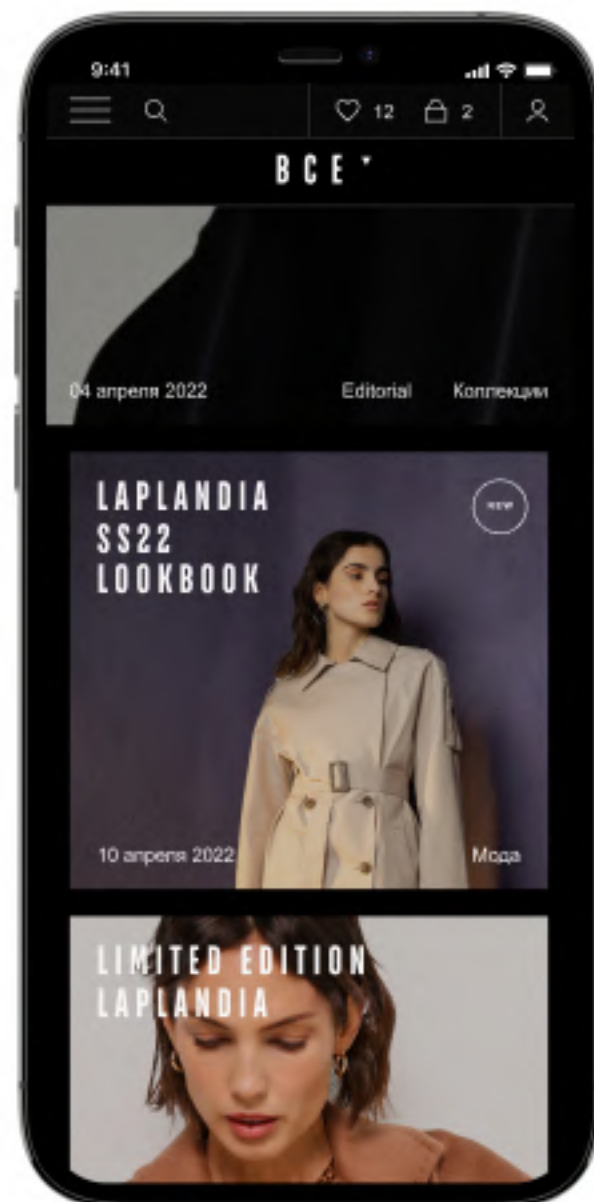 9:41
12 2
ВСЕ
04 апреля 2022 Editorial Коллекции
LAPLANDIA
SS22
LOOKBOOK
NEW
10 апреля 2022 Мода
LIMITED EDITION
LAPLANDIA